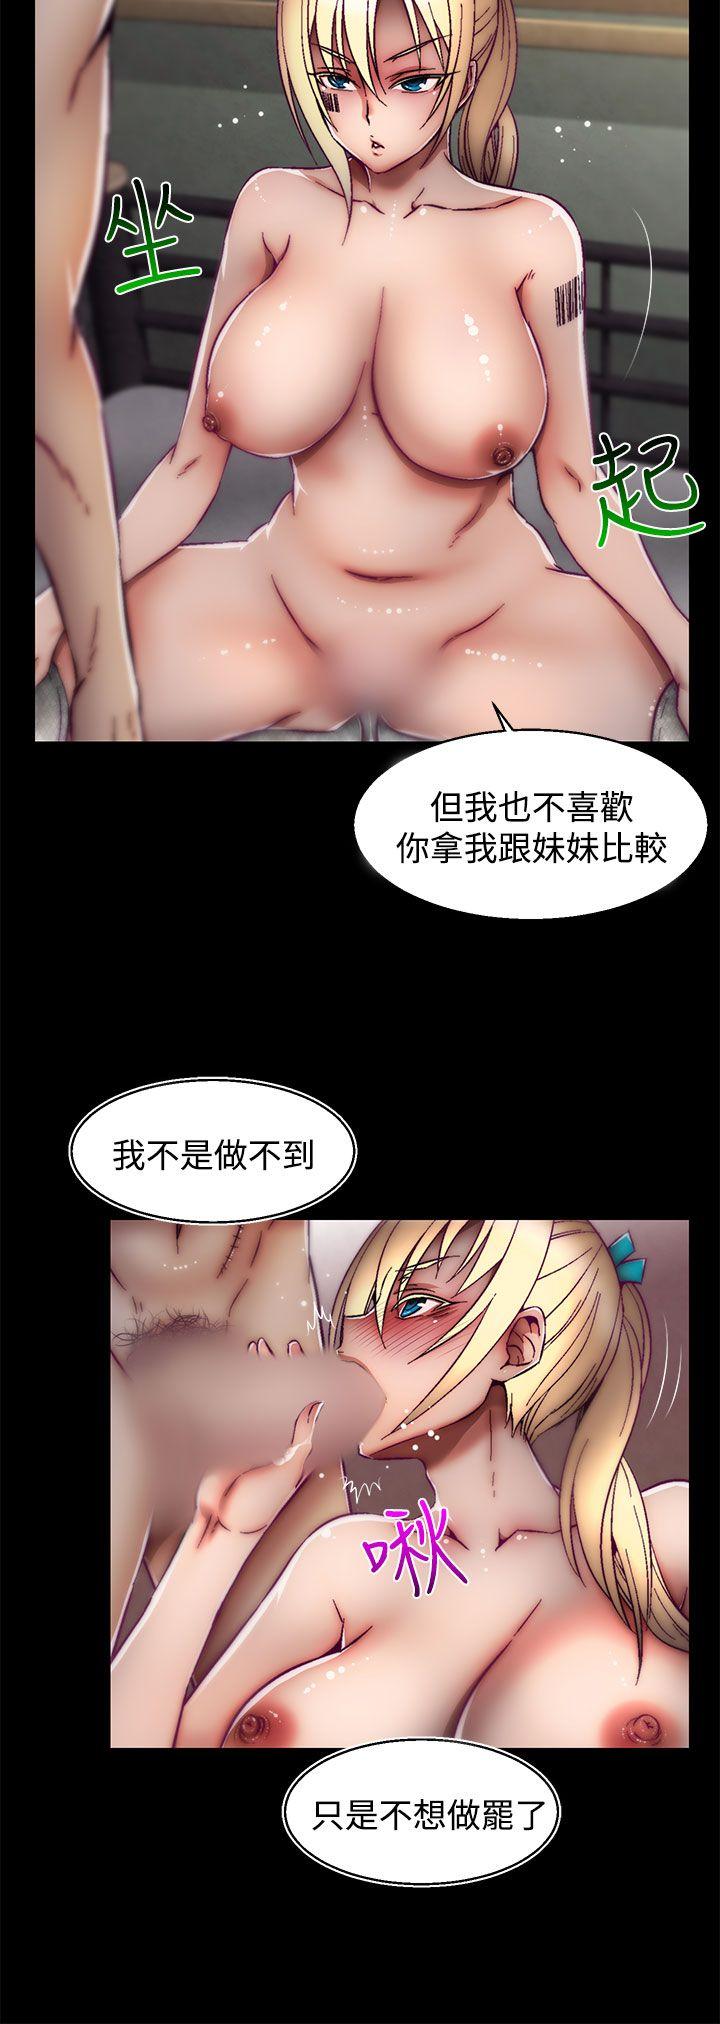 坐
起
但我也不喜歡
你拿我跟妹妹比較
我不是做不到
啾
只是不想做罷了